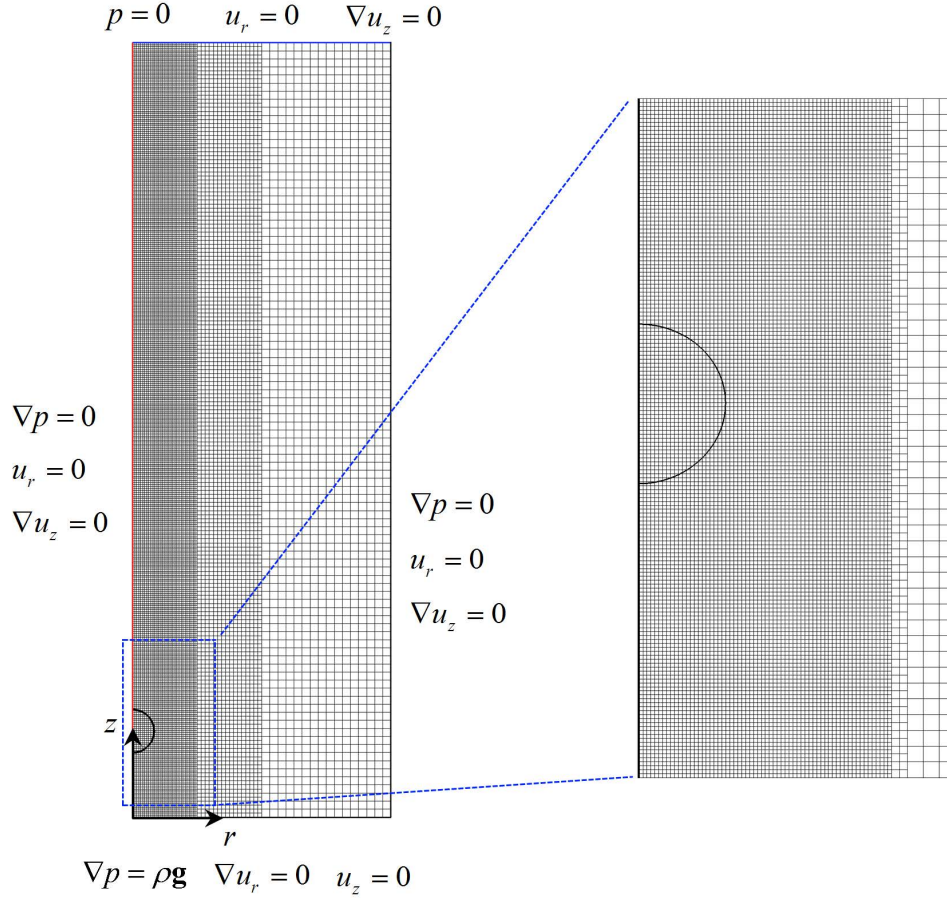 p = 0 u_r = 0 ∇u_z = 0
∇p = 0
u_r = 0
∇u_z = 0
∇p = 0
u_r = 0
∇u_z = 0
z
r
∇p = ρg ∇u_r = 0 u_z = 0